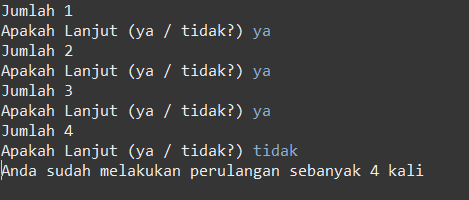 Jumlah 1
Apakah Lanjut (ya / tidak?) ya
Jumlah 2
Apakah Lanjut (ya / tidak?) ya
Jumlah 3
Apakah Lanjut (ya / tidak?) ya
Jumlah 4
Apakah Lanjut (ya / tidak?) tidak
Anda sudah melakukan perulangan sebanyak 4 kali